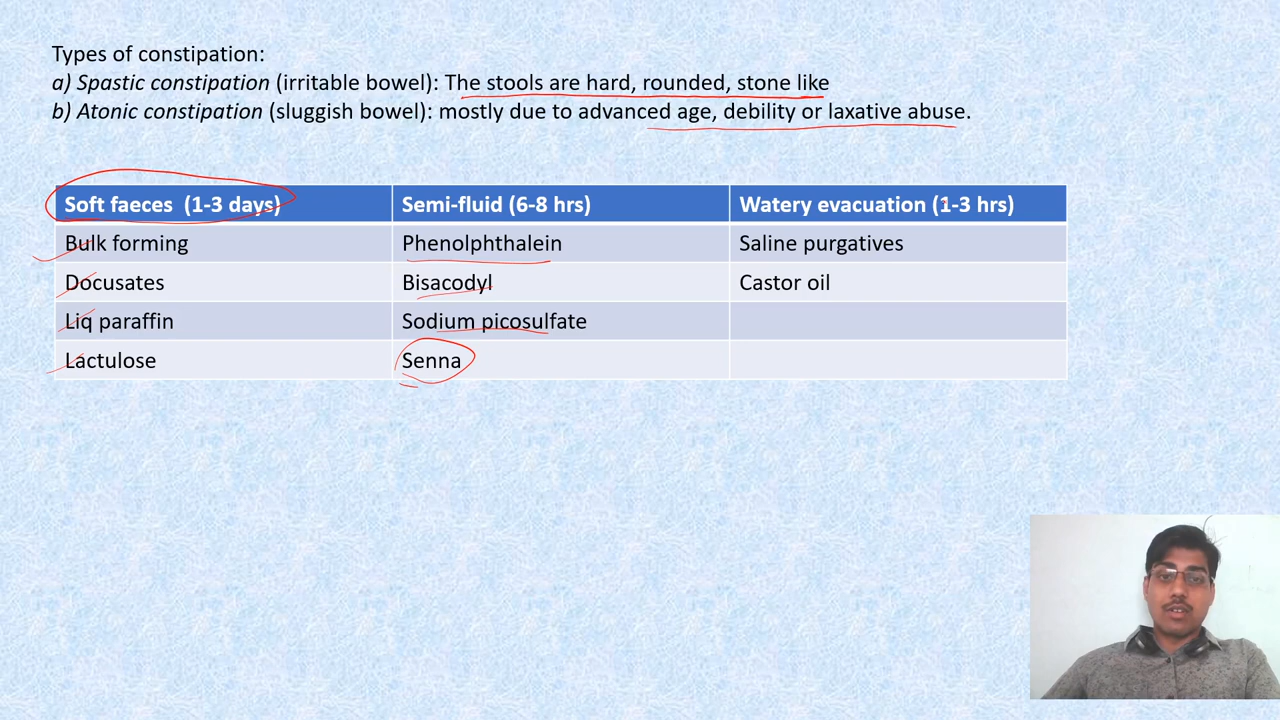 Types of constipation:
a) Spastic constipation (irritable bowel): The stools are hard, rounded, stone like
b) Atonic constipation (sluggish bowel): mostly due to advanced age, debility or laxative abuse.
Soft faeces (1-3 days) Semi-fluid (6-8 hrs) Watery evacuation (1-3 hrs)
Bulk forming Phenolphthalein Saline purgatives
Docusates Bisacodyl Castor oil
Liq paraffin Sodium picosulfate
Lactulose Senna